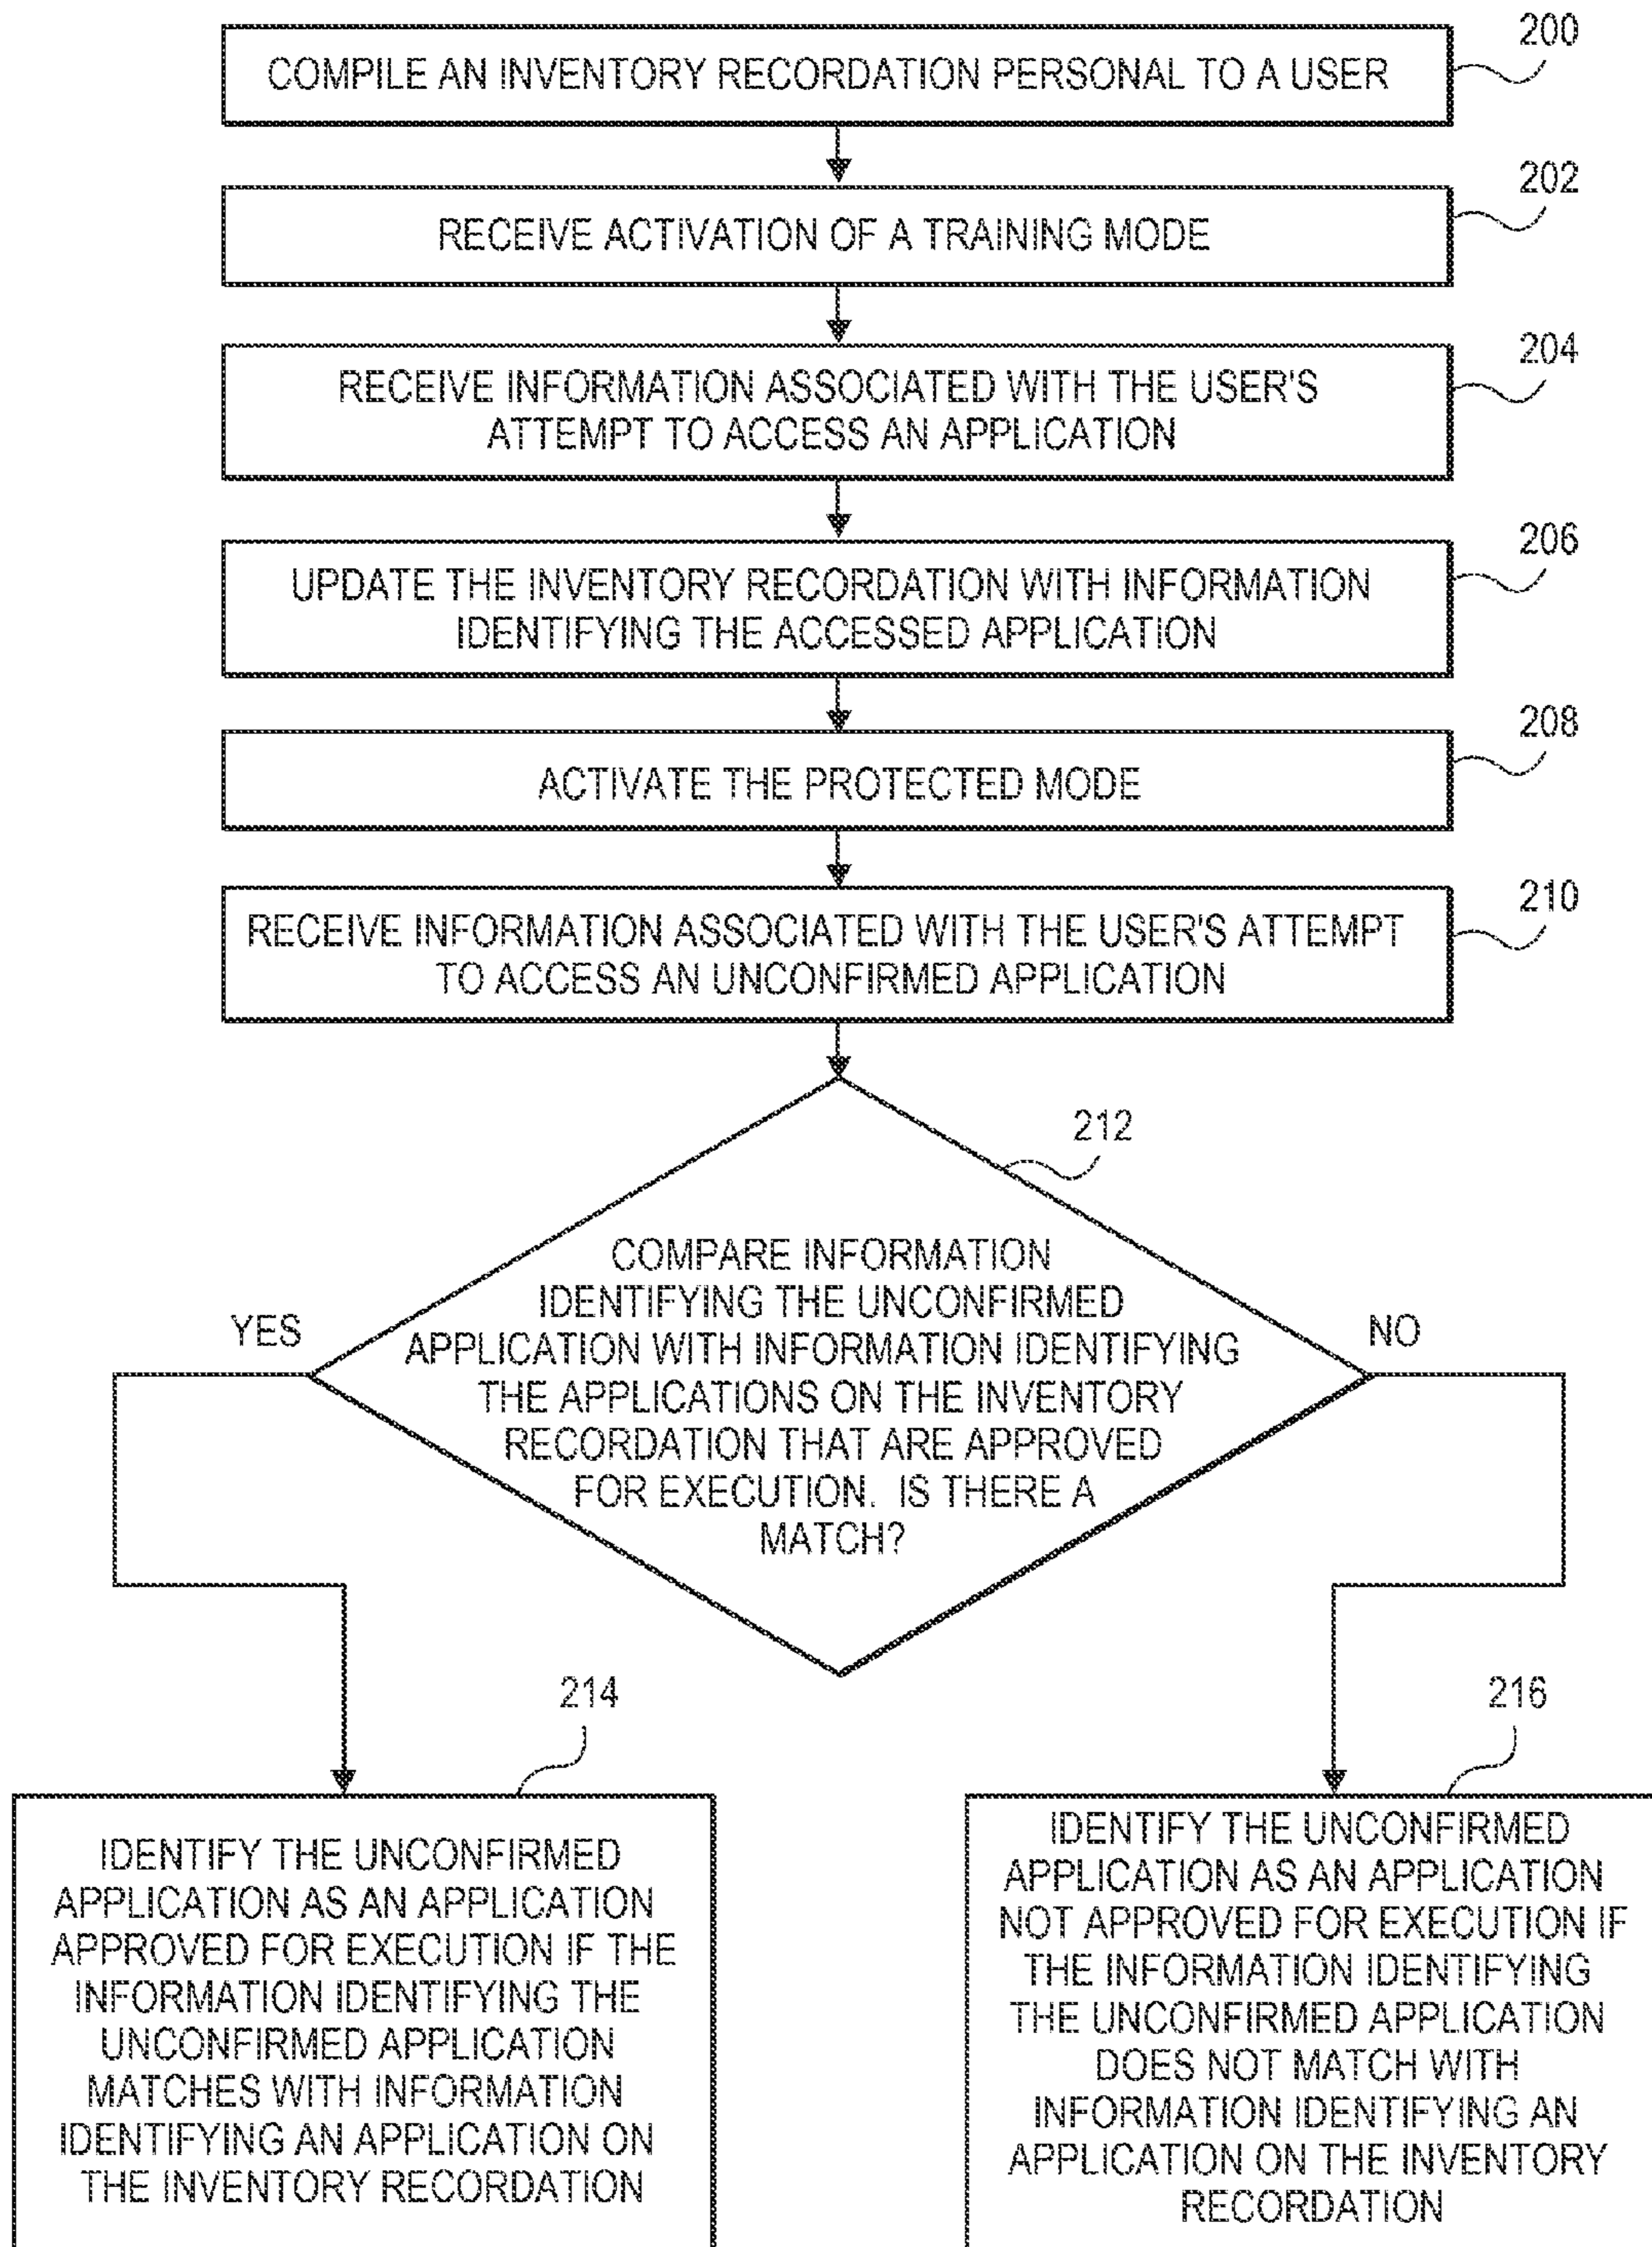 200
COMPILE AN INVENTORY RECORDATION PERSONAL TO A USER
202
RECEIVE ACTIVATION OF A TRAINING MODE
204
RECEIVE INFORMATION ASSOCIATED WITH THE USER'S
ATTEMPT TO ACCESS AN APPLICATION
206
UPDATE THE INVENTORY RECORDATION WITH INFORMATION
IDENTIFYING THE ACCESSED APPLICATION
208
ACTIVATE THE PROTECTED MODE
210
RECEIVE INFORMATION ASSOCIATED WITH THE USER'S ATTEMPT
TO ACCESS AN UNCONFIRMED APPLICATION
212
COMPARE INFORMATION
IDENTIFYING THE UNCONFIRMED
APPLICATION WITH INFORMATION IDENTIFYING
THE APPLICATIONS ON THE INVENTORY
RECORDATION THAT ARE APPROVED
FOR EXECUTION. IS THERE A
MATCH?
YES
NO
214
IDENTIFY THE UNCONFIRMED
APPLICATION AS AN APPLICATION
APPROVED FOR EXECUTION IF THE
INFORMATION IDENTIFYING THE
UNCONFIRMED APPLICATION
MATCHES WITH INFORMATION
IDENTIFYING AN APPLICATION ON
THE INVENTORY RECORDATION
216
IDENTIFY THE UNCONFIRMED
APPLICATION AS AN APPLICATION
NOT APPROVED FOR EXECUTION IF
THE INFORMATION IDENTIFYING
THE UNCONFIRMED APPLICATION
DOES NOT MATCH WITH
INFORMATION IDENTIFYING AN
APPLICATION ON THE INVENTORY
RECORDATION